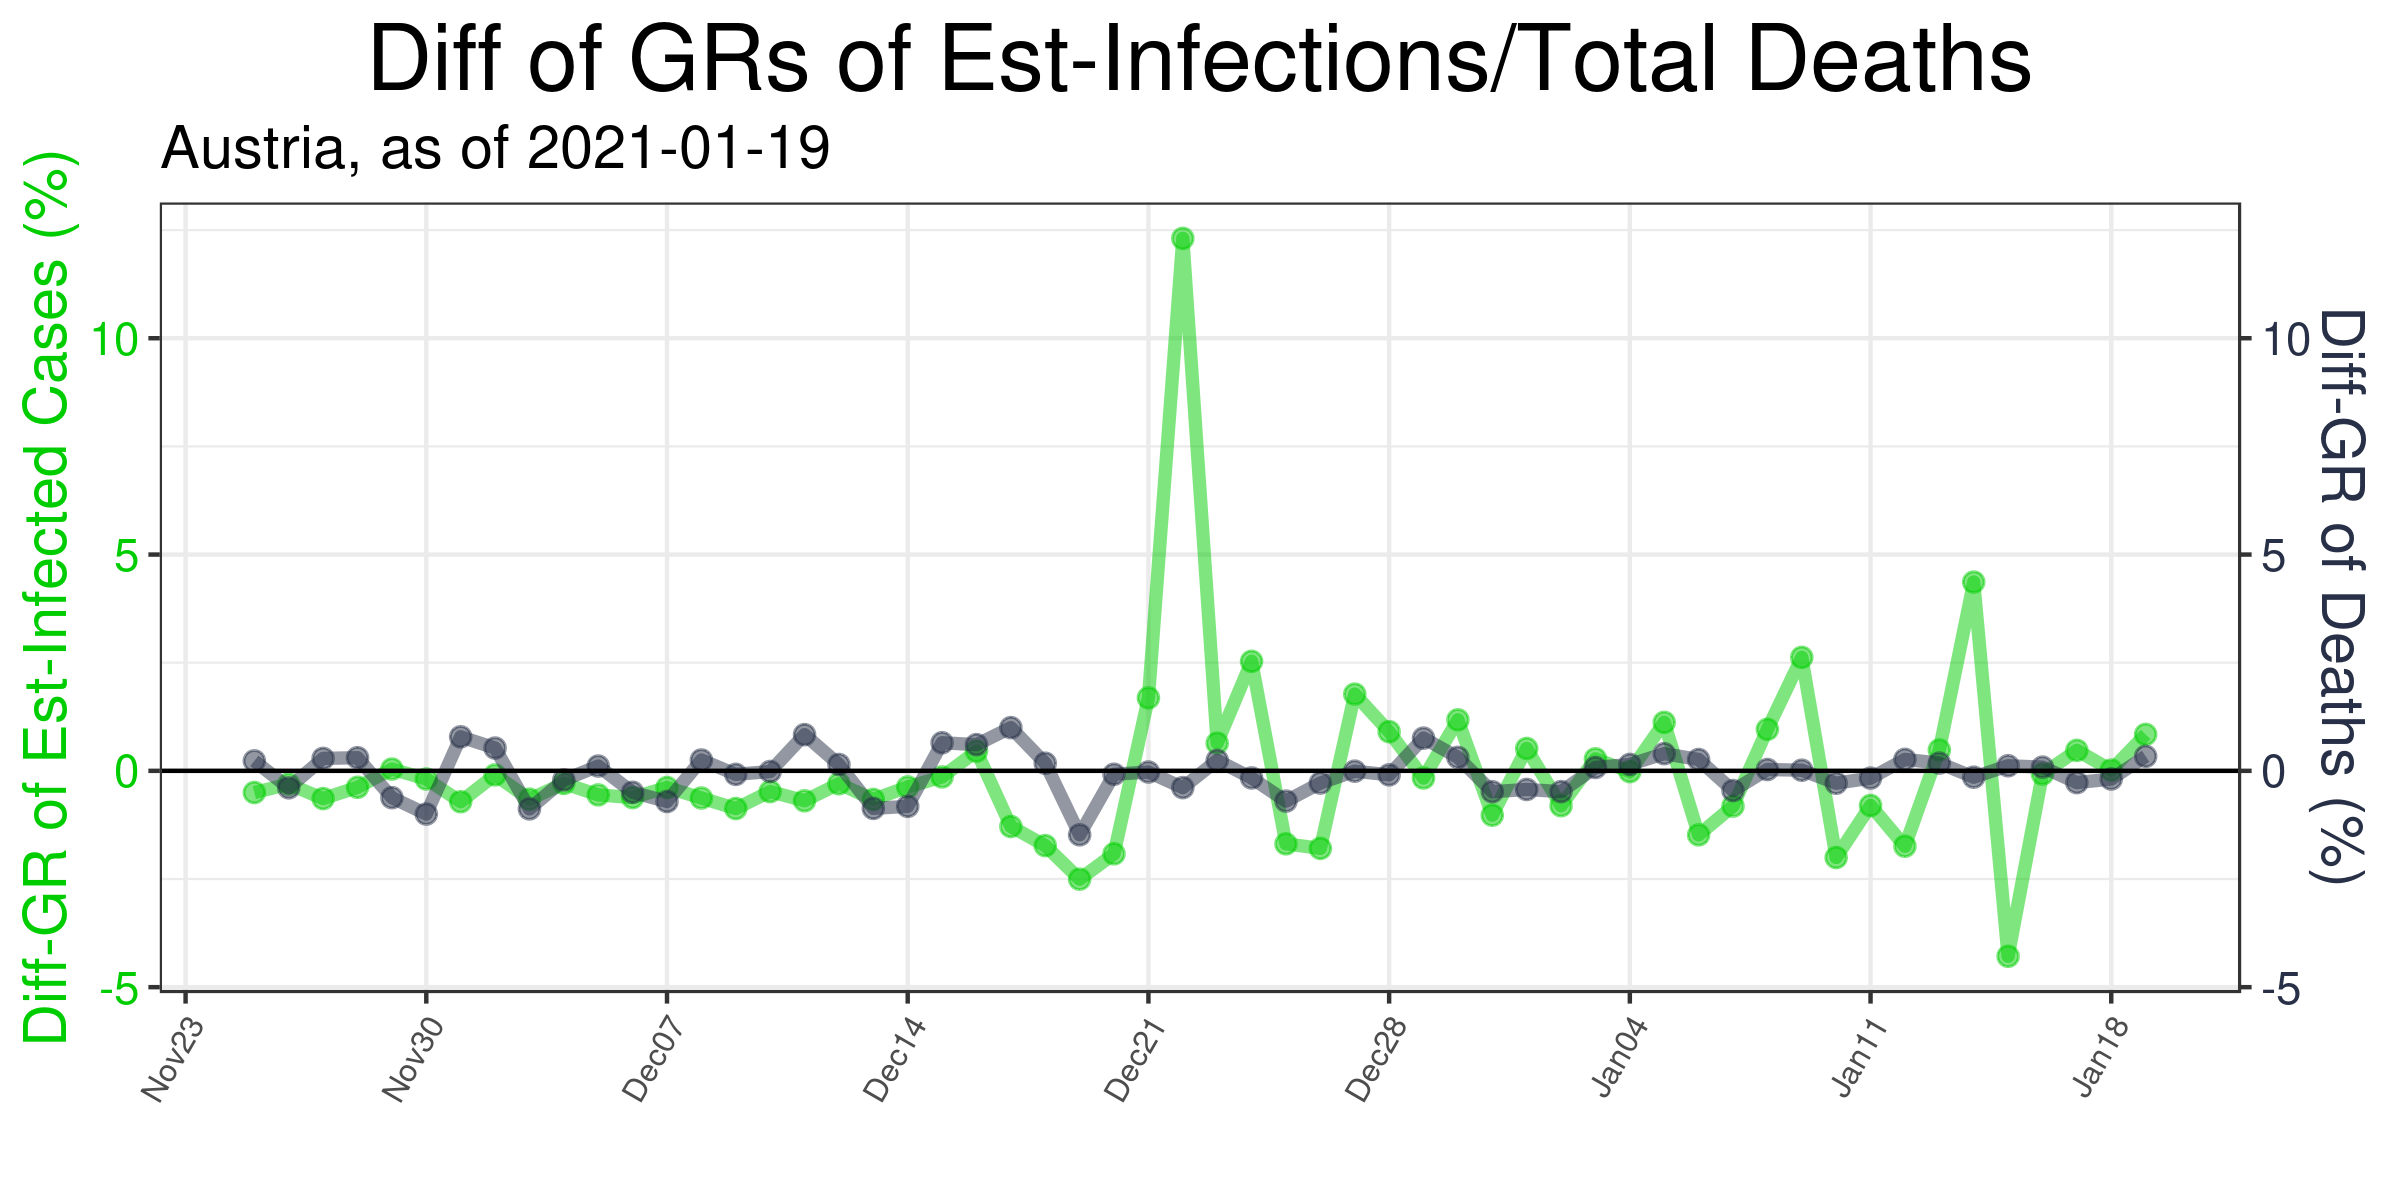 Diff of GRs of Est-Infections/Total Deaths
Austria, as of 2021-01-19
Diff-GR of Est-Infected Cases (%)
10
5
0
-5
10
5
0
-5
Diff-GR of Deaths (%)
Nov23
Nov30
Dec07
Dec14
Dec21
Dec28
Jan04
Jan11
Jan18